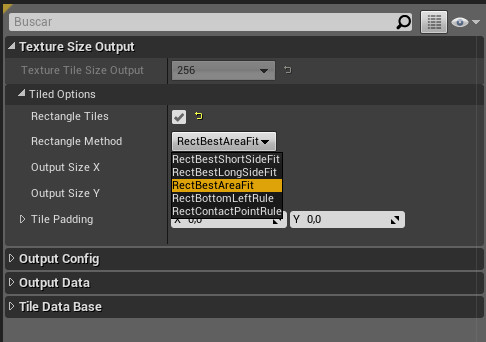 Buscar
Texture Size Output
Texture Tile Size Output 256
Tiled Options
Rectangle Tiles
Rectangle Method RectBestAreaFit
RectBestShortSideFit
Output Size X
RectBestLongSideFit
RectBestAreaFit
Output Size Y
RectBottomLeftRule
RectContactPointRule
Tile Padding X 0,0 Y 0,0
Output Config
Output Data
Tile Data Base